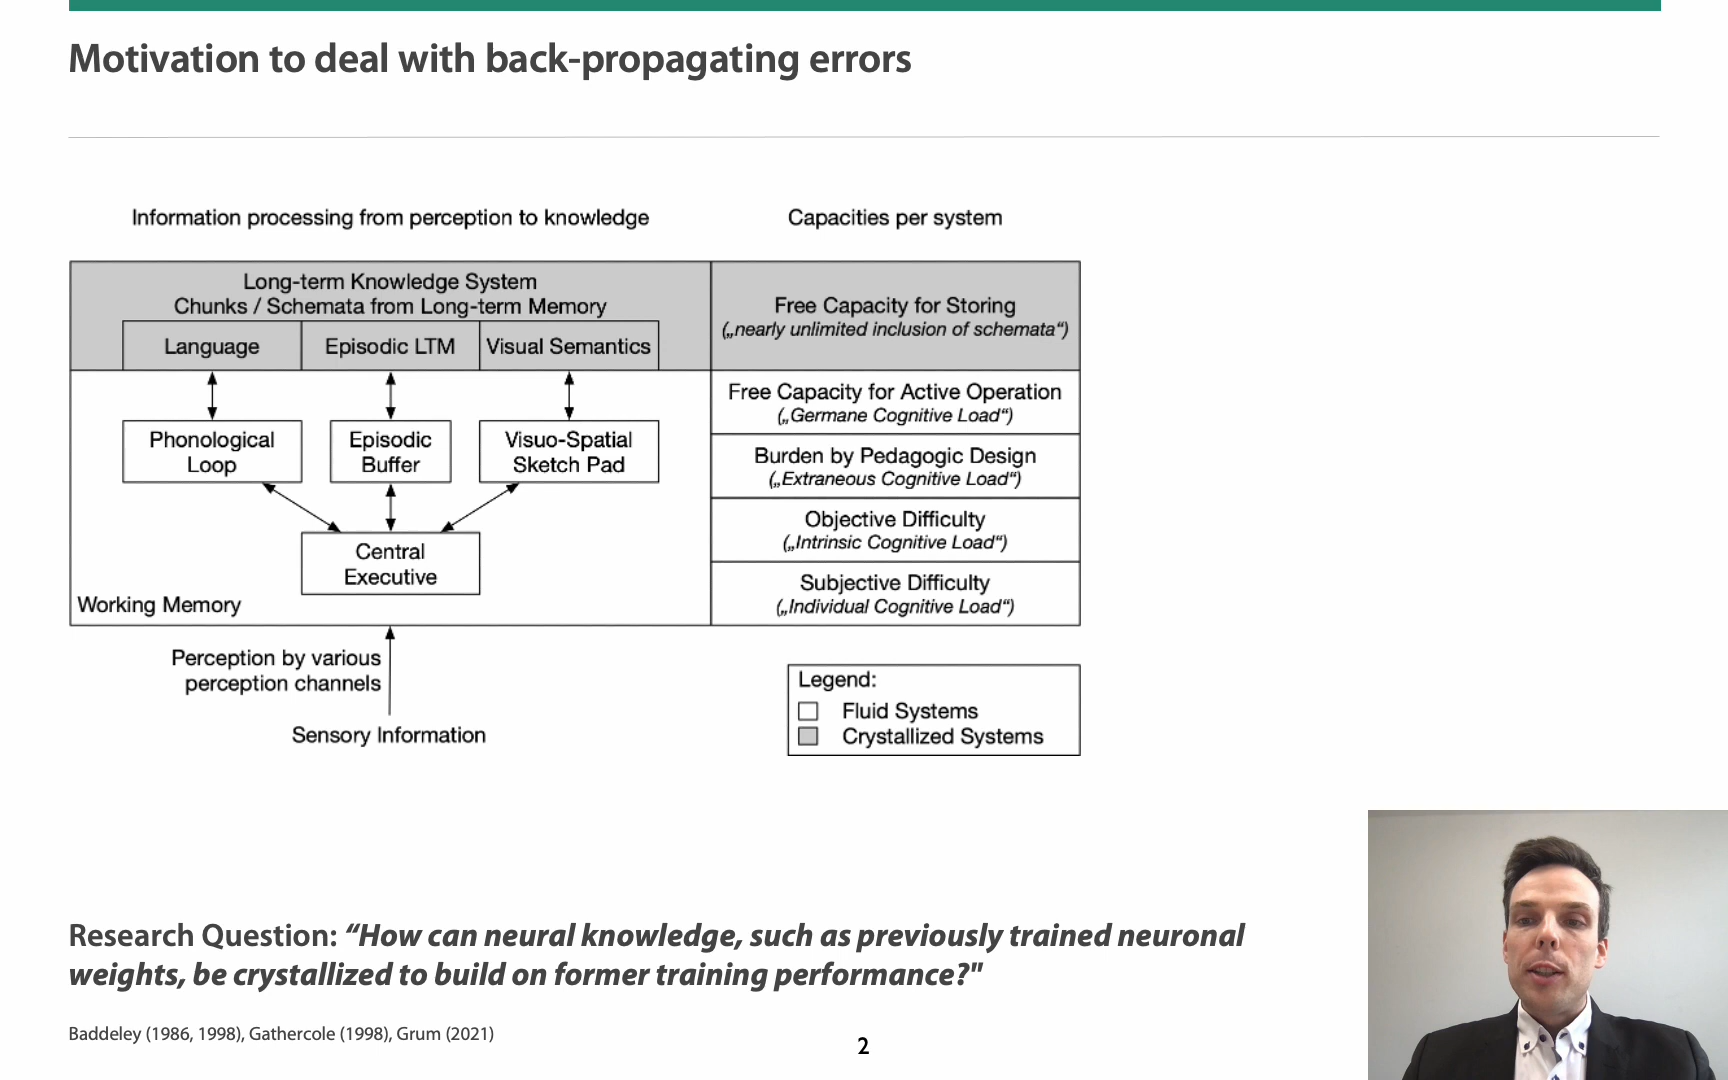 Motivation to deal with back-propagating errors
Information processing from perception to knowledge
Capacities per system
Long-term Knowledge System
Chunks / Schemata from Long-term Memory
Language
Episodic LTM
Visual Semantics
Free Capacity for Storing
(„nearly unlimited inclusion of schemata“)
Phonological
Loop
Episodic
Buffer
Visuo-Spatial
Sketch Pad
Central
Executive
Working Memory
Free Capacity for Active Operation
(„Germane Cognitive Load“)
Burden by Pedagogic Design
(„Extraneous Cognitive Load“)
Objective Difficulty
(„Intrinsic Cognitive Load“)
Subjective Difficulty
(„Individual Cognitive Load“)
Perception by various
perception channels
Sensory Information
Legend:
Fluid Systems
Crystallized Systems
Research Question: “How can neural knowledge, such as previously trained neuronal
weights, be crystallized to build on former training performance?"
Baddeley (1986, 1998), Gathercole (1998), Grum (2021)
2